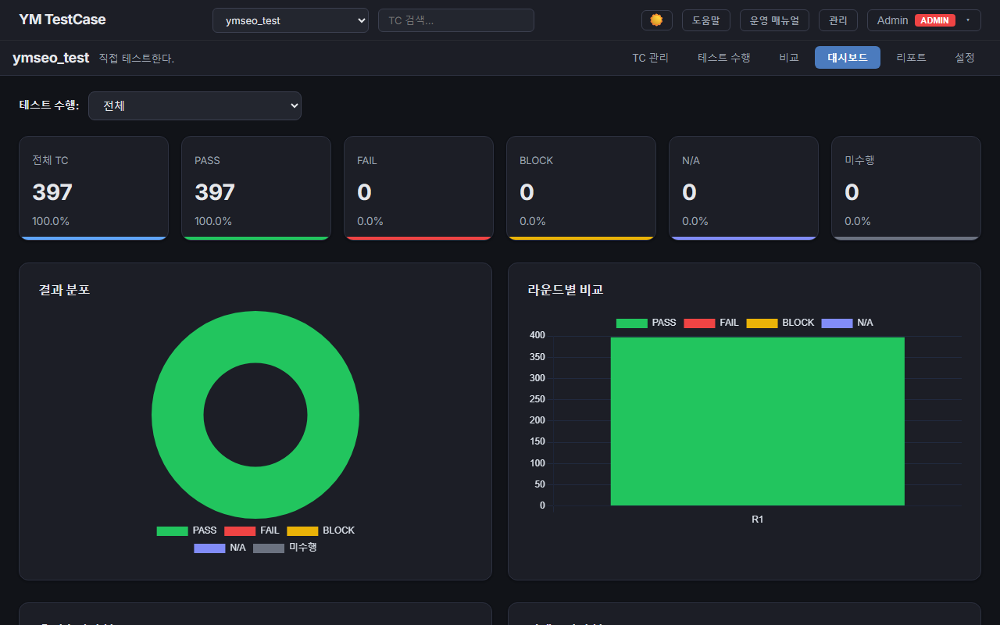 YM TestCase
ymseo_test
TC 검색...
도움말
운영 매뉴얼
관리
Admin ADMIN
ymseo_test 직접 테스트한다.
TC 관리
테스트 수행
비교
대시보드
리포트
설정
테스트 수행: 전체
전체 TC
397
100.0%
PASS
397
100.0%
FAIL
0
0.0%
BLOCK
0
0.0%
N/A
0
0.0%
미수행
0
0.0%
결과 분포
PASS FAIL BLOCK
N/A 미수행
라운드별 비교
PASS FAIL BLOCK N/A
400
350
300
250
200
150
100
50
0
R1